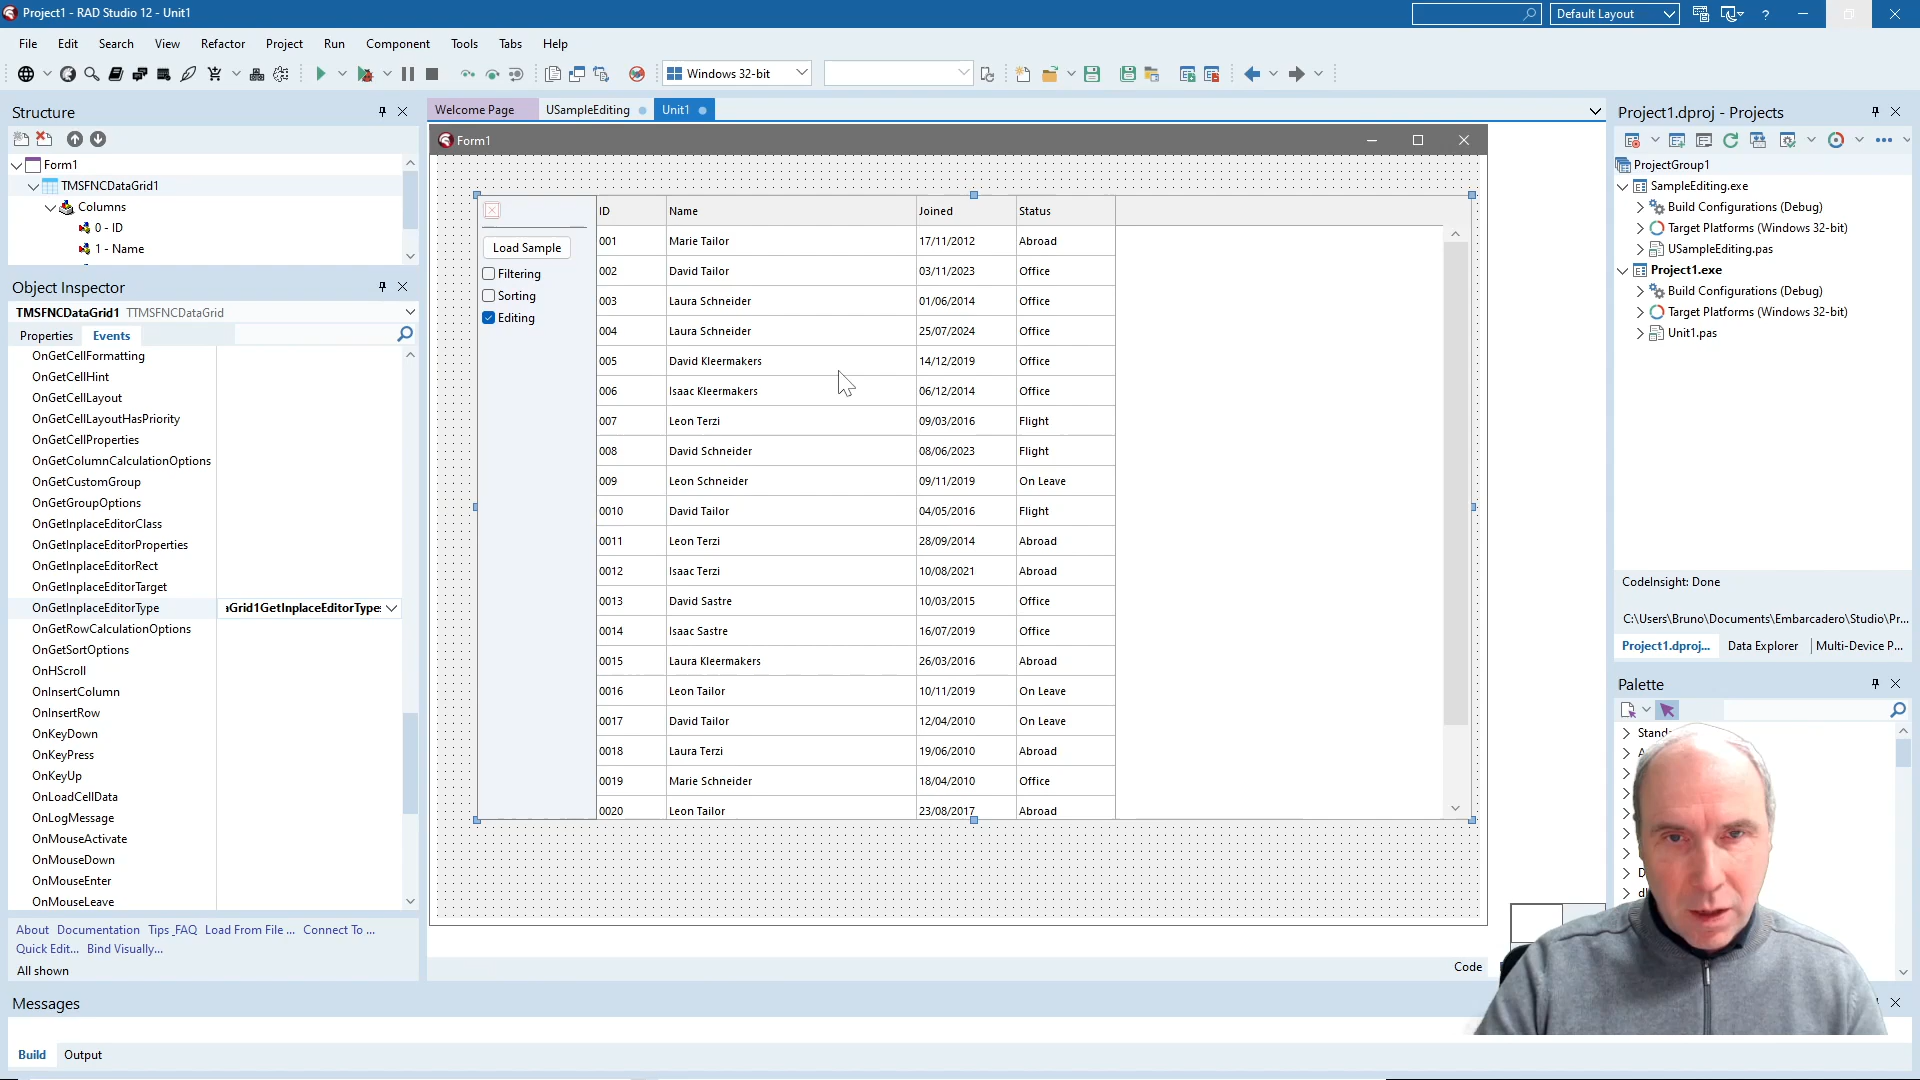 Project1 - RAD Studio 12 - Unit1
Default Layout
?
File Edit Search View Refactor Project Run Component Tools Tabs Help
Windows 32-bit
Structure
Form1
TMSFNCDataGrid1
Columns
0 - ID
1 - Name
Object Inspector
TMSFNCDataGrid1 TTMSFNCDataGrid
Properties Events
OnGetCellFormatting
OnGetCellHint
OnGetCellLayout
OnGetCellLayoutHasPriority
OnGetCellProperties
OnGetColumnCalculationOptions
OnGetCustomGroup
OnGetGroupOptions
OnGetInplaceEditorClass
OnGetInplaceEditorProperties
OnGetInplaceEditorRect
OnGetInplaceEditorTarget
OnGetInplaceEditorType Grid1GetInplaceEditorType
OnGetRowCalculationOptions
OnGetSortOptions
OnHScroll
OnInsertColumn
OnInsertRow
OnKeyDown
OnKeyPress
OnKeyUp
OnLoadCellData
OnLogMessage
OnMouseActivate
OnMouseDown
OnMouseEnter
OnMouseLeave
About Documentation Tips_FAQ Load From File ... Connect To ...
Quick Edit... Bind Visually...
All shown
Welcome Page USampleEditing Unit1
Form1
Load Sample
Filtering
Sorting
Editing
ID Name Joined Status
001 Marie Tailor 17/11/2012 Abroad
002 David Tailor 03/11/2023 Office
003 Laura Schneider 01/06/2014 Office
004 Laura Schneider 25/07/2024 Office
005 David Kleermakers 14/12/2019 Office
006 Isaac Kleermakers 06/12/2014 Office
007 Leon Terzi 09/03/2016 Flight
008 David Schneider 08/06/2023 Flight
009 Leon Schneider 09/11/2019 On Leave
0010 David Tailor 04/05/2016 Flight
0011 Leon Terzi 28/09/2014 Abroad
0012 Isaac Terzi 10/08/2021 Abroad
0013 David Sastre 10/03/2015 Office
0014 Isaac Sastre 16/07/2019 Office
0015 Laura Kleermakers 26/03/2016 Abroad
0016 Leon Tailor 10/11/2019 On Leave
0017 David Tailor 12/04/2010 On Leave
0018 Laura Terzi 19/06/2010 Abroad
0019 Marie Schneider 18/04/2010 Office
0020 Leon Tailor 23/08/2017 Abroad
Code
Project1.dproj - Projects
ProjectGroup1
SampleEditing.exe
Build Configurations (Debug)
Target Platforms (Windows 32-bit)
USampleEditing.pas
Project1.exe
Build Configurations (Debug)
Target Platforms (Windows 32-bit)
Unit1.pas
CodeInsight: Done
C:\Users\Bruno\Documents\Embarcadero\Studio\Pr...
Project1.dproj... Data Explorer Multi-Device P...
Palette
Messages
Build Output